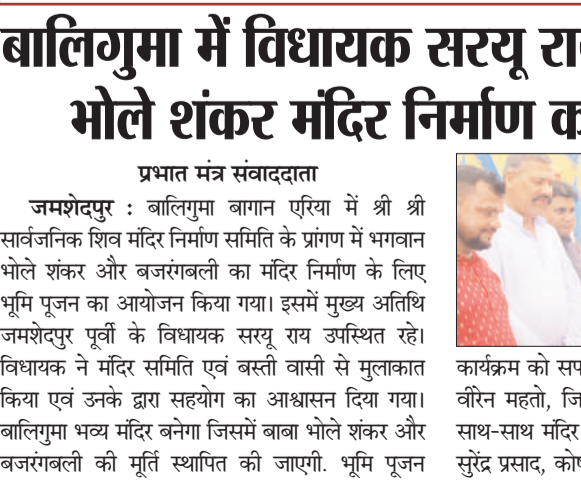 बालिगुमा में विधायक सरयू
भोले शंकर मंदिर निर्माण
प्रभात मंत्र संवाददाता
जमशेदपुर : बालिगुमा बागान एरिया में श्री श्री
सार्वजनिक शिव मंदिर निर्माण समिति के प्रांगण में भगवान
भोले शंकर और बजरंगबली का मंदिर निर्माण के लिए
भूमि पूजन का आयोजन किया गया। इसमें मुख्य अतिथि
जमशेदपुर पूर्वी के विधायक सरयू राय उपस्थित रहे।
विधायक ने मंदिर समिति एवं बस्ती वासी से मुलाकात
किया एवं उनके द्वारा सहयोग का आश्वासन दिया गया।
बालिगुमा भव्य मंदिर बनेगा जिसमें बाबा भोले शंकर और
बजरंगबली की मूर्ति स्थापित की जाएगी. भूमि पूजन
कार्यक्रम को
वीरेन महतो,
साथ-साथ मंदिर
सुरेंद्र प्रसाद,